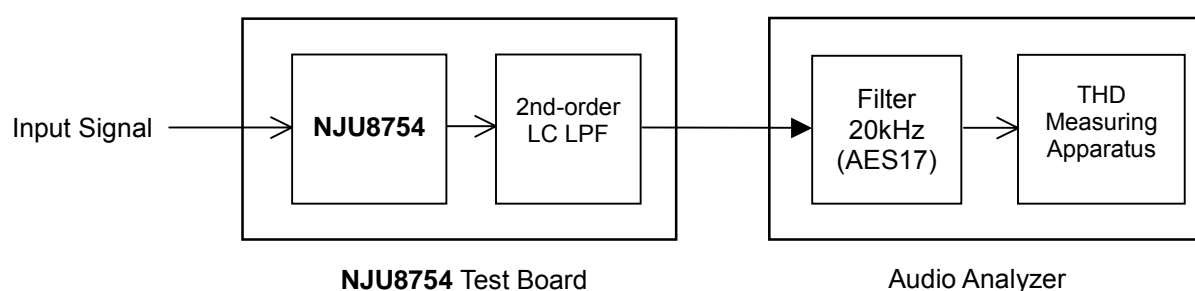 Input Signal
NJU8754
2nd-order
LC LPF
Filter
20kHz
(AES17)
THD
Measuring
Apparatus
NJU8754 Test Board
Audio Analyzer